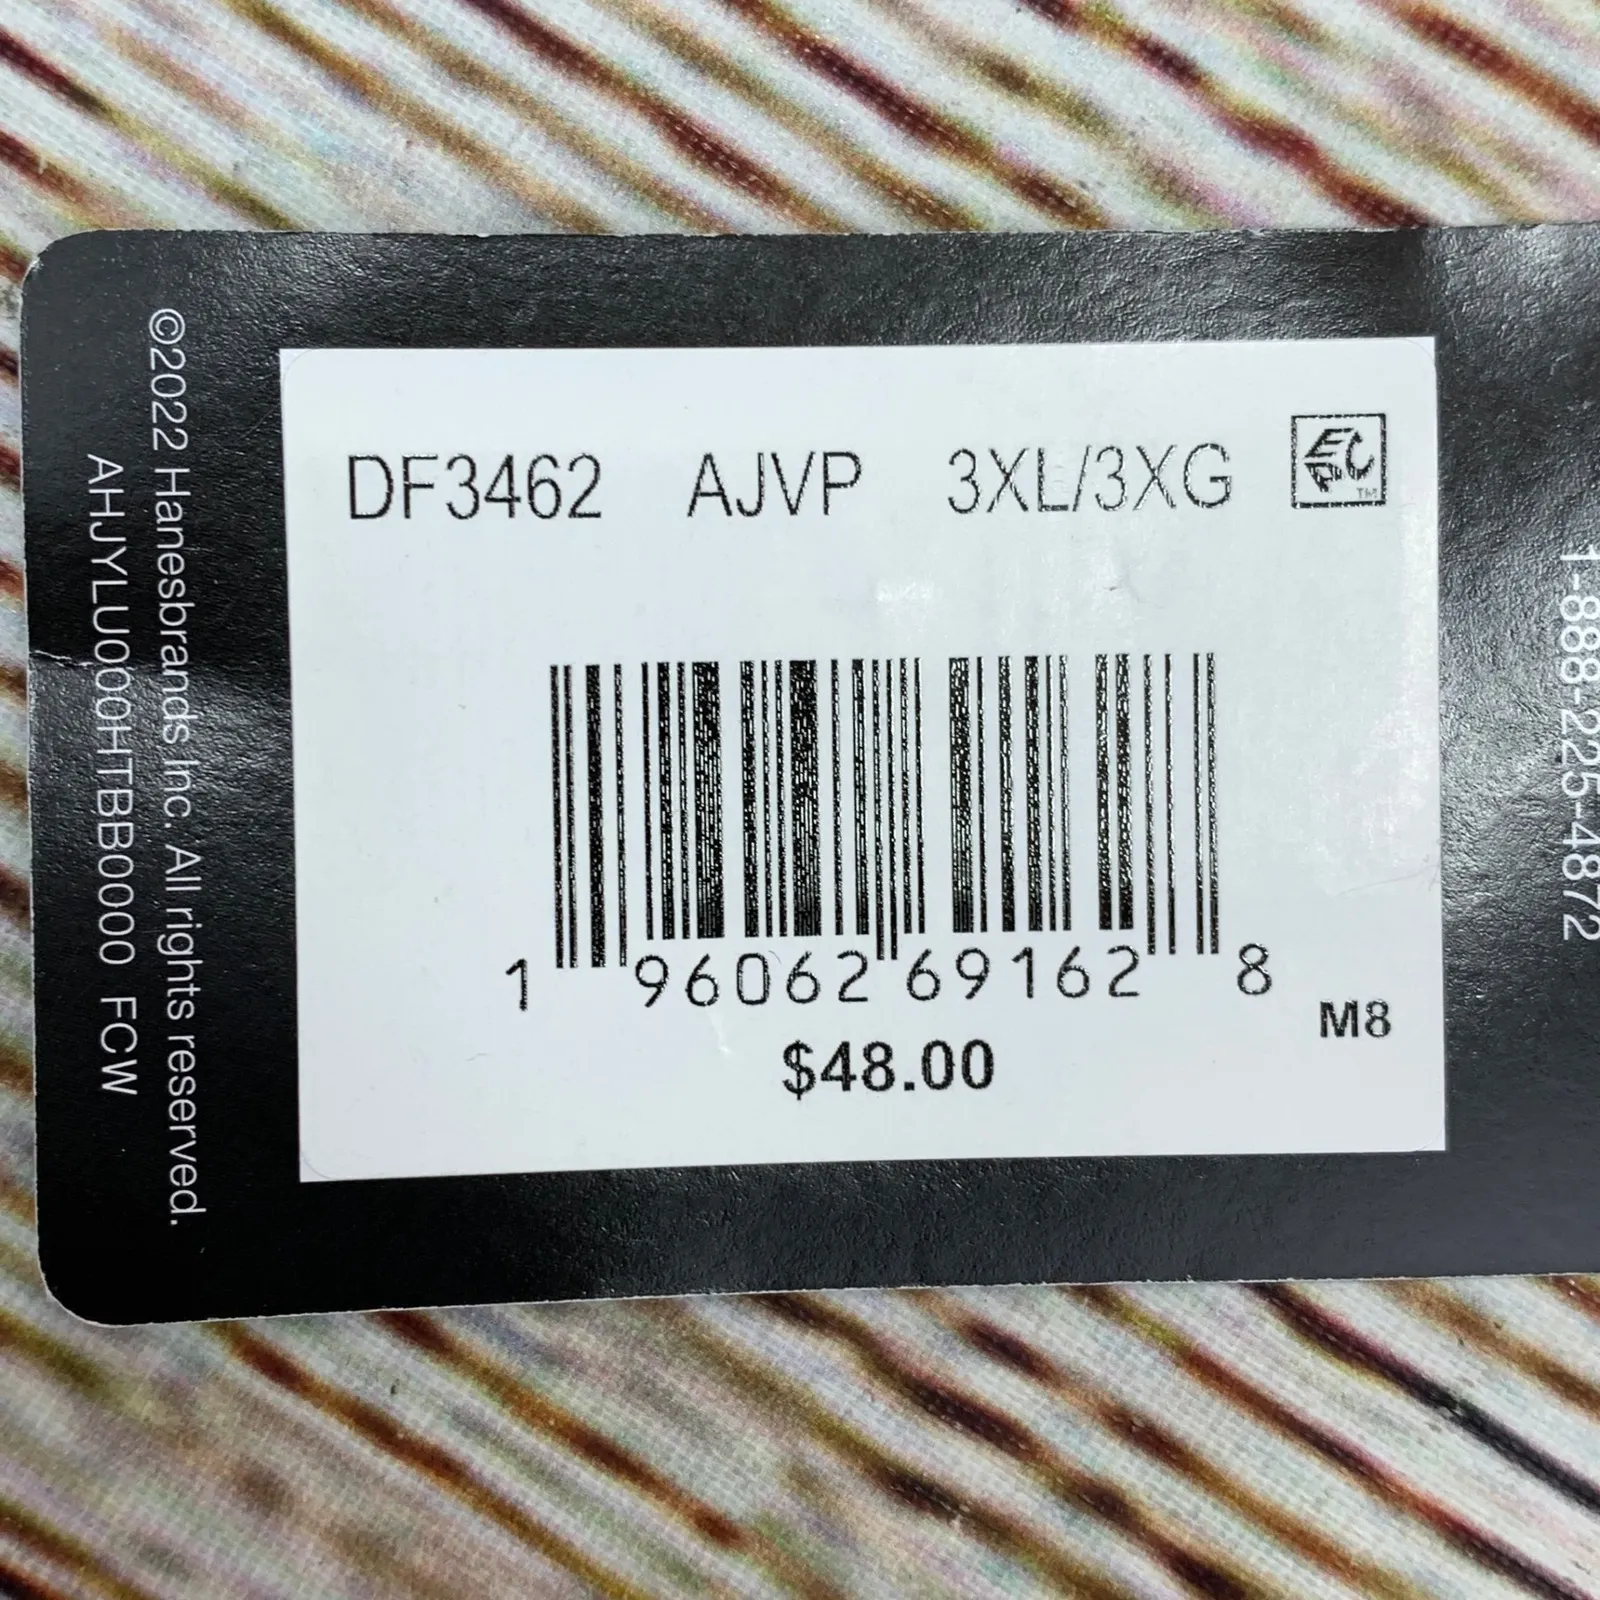 DF3462 AJVP 3XL/3XG EPC™
1 96062 69162 8
M8
$48.00
©2022 Hanesbrands Inc. All rights reserved.
AHJYLU000HTBB0000 FCW
1-888-225-4872